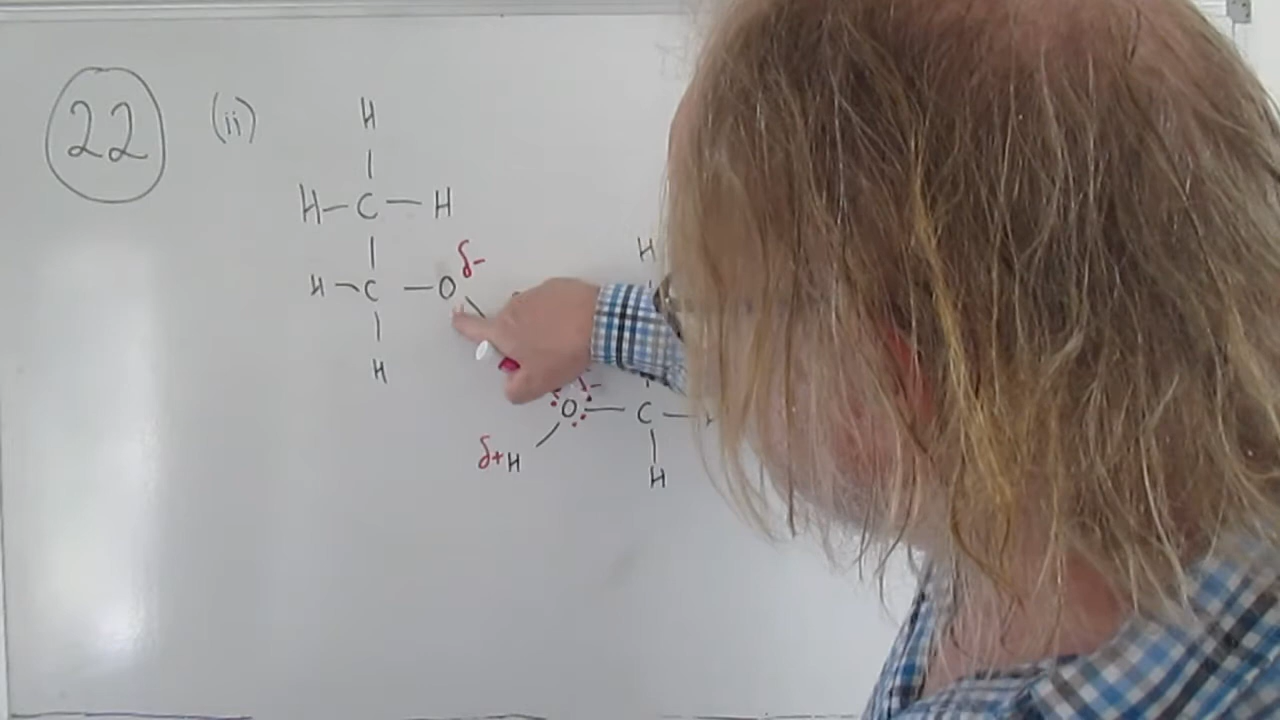 22 (ii) H
H-C-H
δ- H
H-C-O
H
O-C-
δ+H H